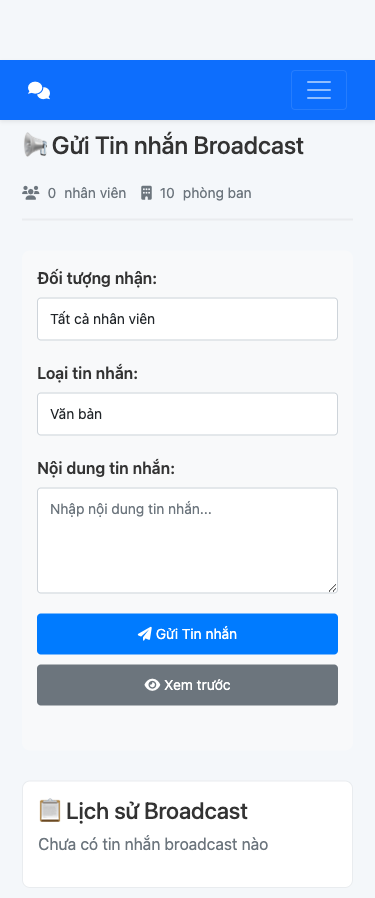 Gửi Tin nhắn Broadcast
0 nhân viên 10 phòng ban
Đối tượng nhận:
Tất cả nhân viên
Loại tin nhắn:
Văn bản
Nội dung tin nhắn:
Nhập nội dung tin nhắn...
Gửi Tin nhắn
Xem trước
Lịch sử Broadcast
Chưa có tin nhắn broadcast nào